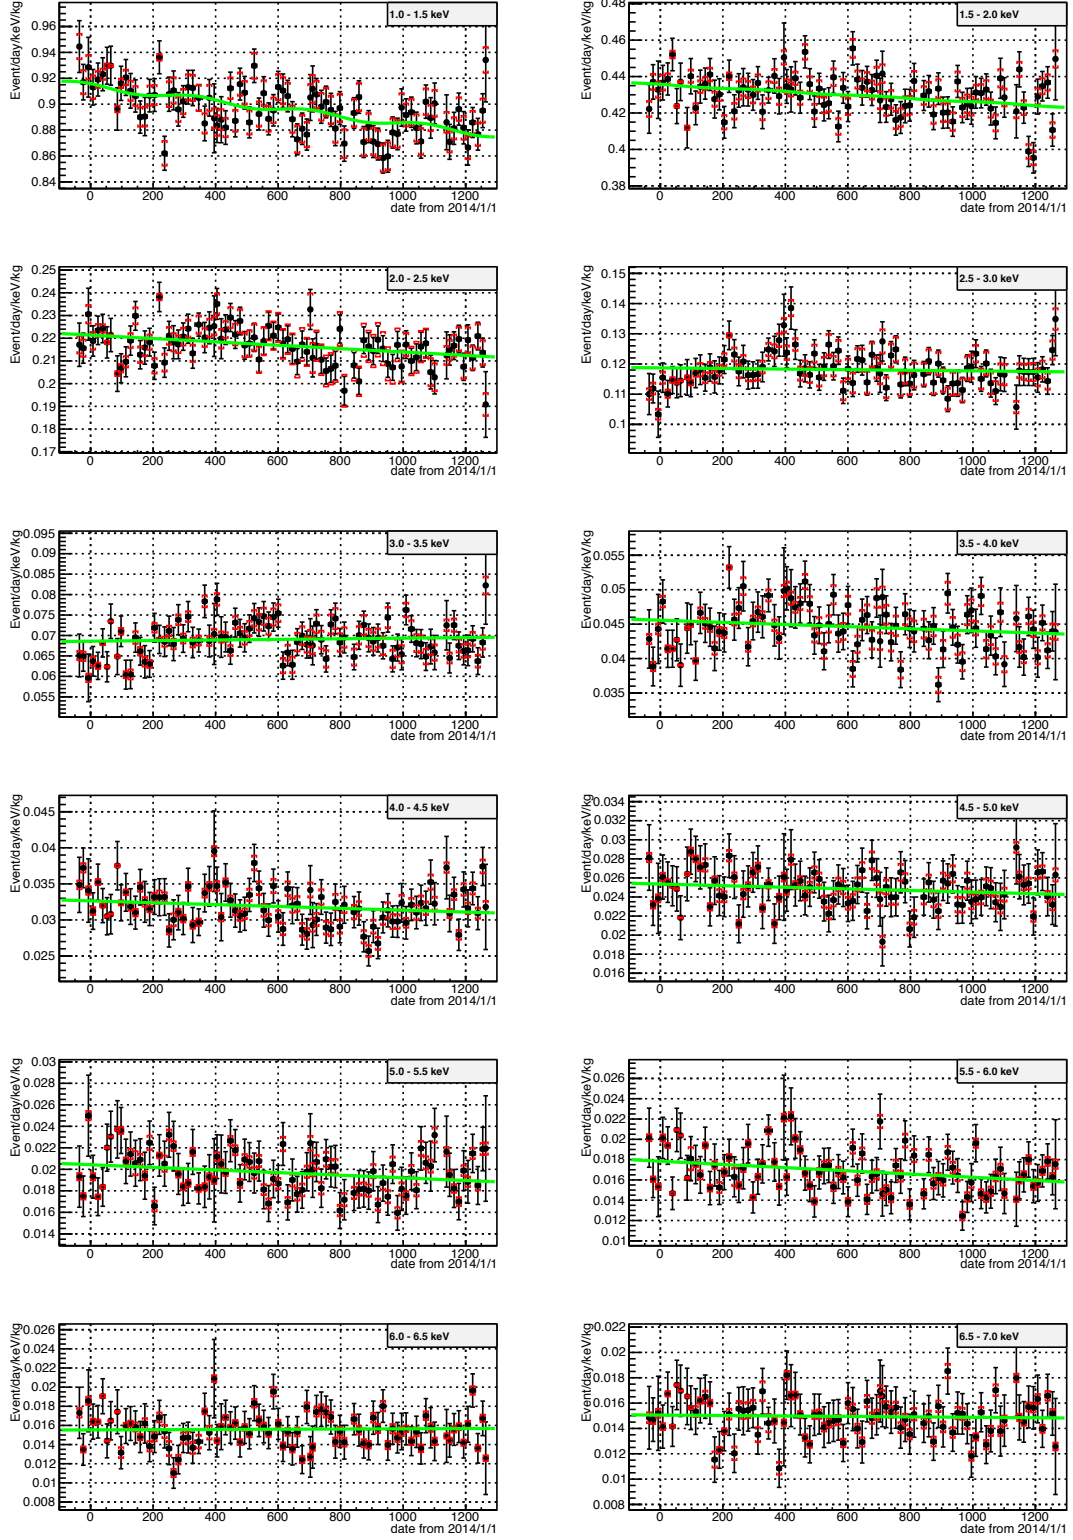 Event/day/keV/kg
1.0 - 1.5 keV
0.96
0.94
0.92
0.9
0.88
0.86
0.84
0 200 400 600 800 1000 1200
date from 2014/1/1
Event/day/keV/kg
1.5 - 2.0 keV
0.48
0.46
0.44
0.42
0.4
0.38
0 200 400 600 800 1000 1200
date from 2014/1/1
Event/day/keV/kg
2.0 - 2.5 keV
0.25
0.24
0.23
0.22
0.21
0.2
0.19
0.18
0.17
0 200 400 600 800 1000 1200
date from 2014/1/1
Event/day/keV/kg
2.5 - 3.0 keV
0.15
0.14
0.13
0.12
0.11
0.1
0 200 400 600 800 1000 1200
date from 2014/1/1
Event/day/keV/kg
3.0 - 3.5 keV
0.095
0.09
0.085
0.08
0.075
0.07
0.065
0.06
0.055
0 200 400 600 800 1000 1200
date from 2014/1/1
Event/day/keV/kg
3.5 - 4.0 keV
0.055
0.05
0.045
0.04
0.035
0 200 400 600 800 1000 1200
date from 2014/1/1
Event/day/keV/kg
4.0 - 4.5 keV
0.045
0.04
0.035
0.03
0.025
0 200 400 600 800 1000 1200
date from 2014/1/1
Event/day/keV/kg
4.5 - 5.0 keV
0.034
0.032
0.03
0.028
0.026
0.024
0.022
0.02
0.018
0.016
0 200 400 600 800 1000 1200
date from 2014/1/1
Event/day/keV/kg
5.0 - 5.5 keV
0.03
0.028
0.026
0.024
0.022
0.02
0.018
0.016
0.014
0 200 400 600 800 1000 1200
date from 2014/1/1
Event/day/keV/kg
5.5 - 6.0 keV
0.026
0.024
0.022
0.02
0.018
0.016
0.014
0.012
0.01
0 200 400 600 800 1000 1200
date from 2014/1/1
Event/day/keV/kg
6.0 - 6.5 keV
0.026
0.024
0.022
0.02
0.018
0.016
0.014
0.012
0.01
0.008
0 200 400 600 800 1000 1200
date from 2014/1/1
Event/day/keV/kg
6.5 - 7.0 keV
0.022
0.02
0.018
0.016
0.014
0.012
0.01
0.008
0 200 400 600 800 1000 1200
date from 2014/1/1